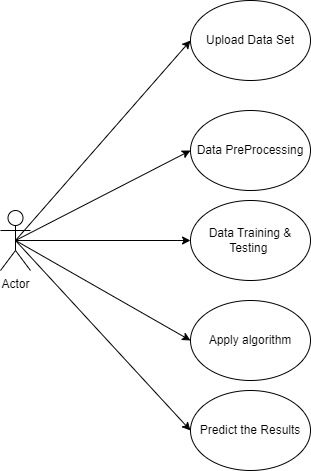 Upload Data Set
Data PreProcessing
Data Training &
Testing
Actor
Apply algorithm
Predict the Results